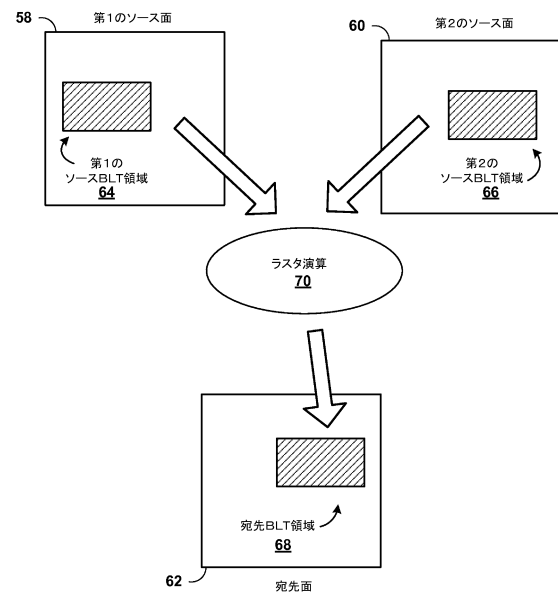 58
第1のソース面
第1の
ソースBLT領域
64
60
第2のソース面
第2の
ソースBLT領域
66
ラスタ演算
70
宛先BLT領域
68
62
宛先面